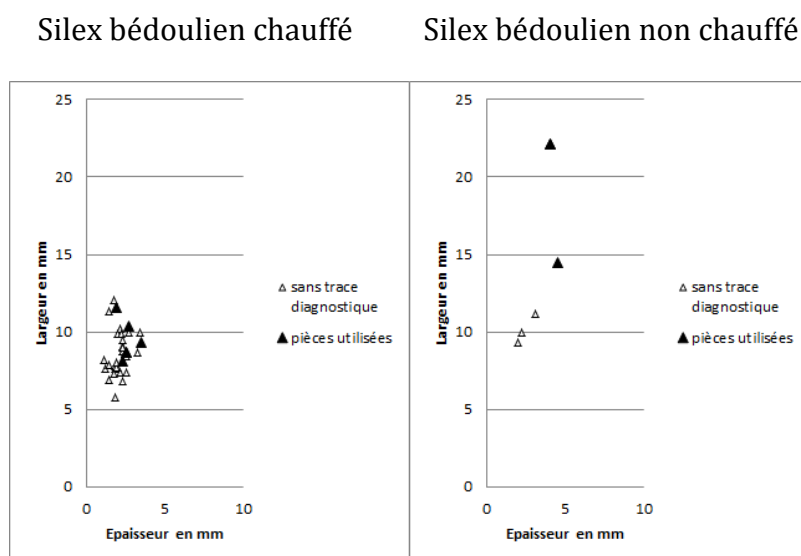 Silex bédoulien chauffé
Silex bédoulien non chauffé
25
20
15
10
5
0
0 5 10
Largeur en mm
Epaisseur en mm
sans trace
diagnostique
pièces utilisées
25
20
15
10
5
0
0 5 10
Largeur en mm
Epaisseur en mm
sans trace
diagnostique
pièces utilisées